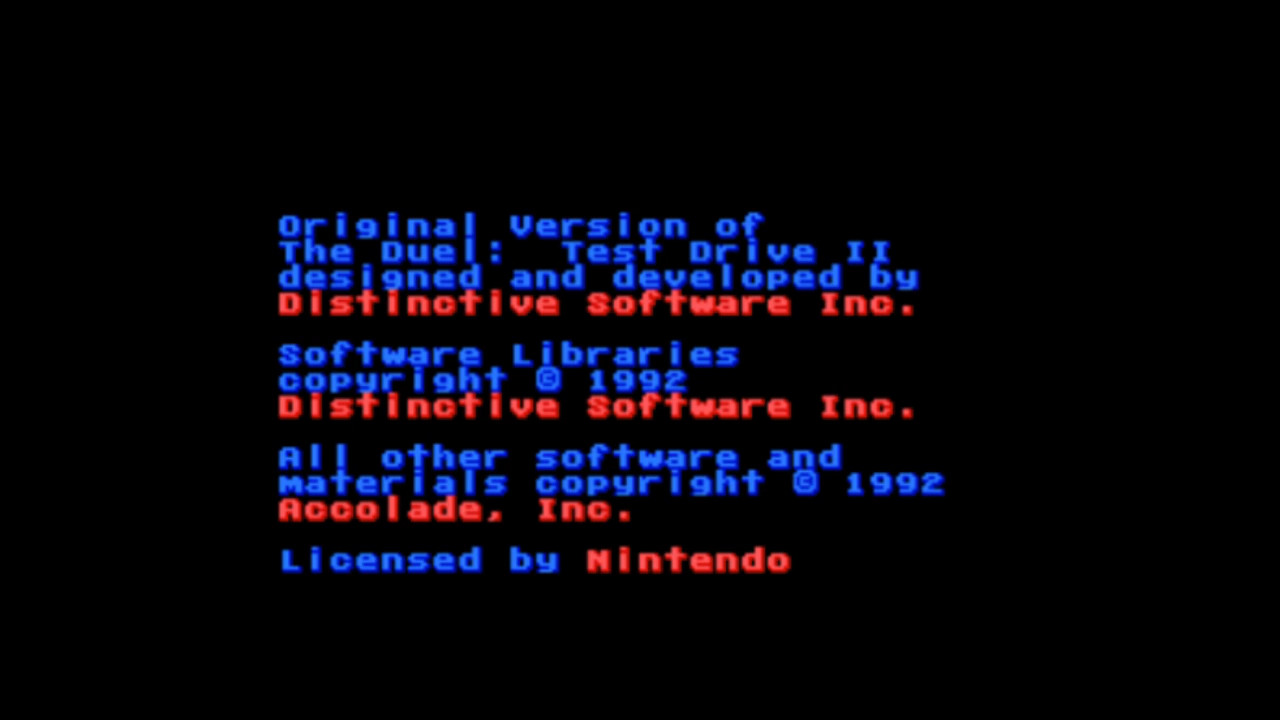 Original Version of
The Duel:  Test Drive II
designed and developed by
Distinctive Software Inc.
Software Libraries
copyright © 1992
Distinctive Software Inc.
All other software and
materials copyright © 1992
Accolade, Inc.
Licensed by Nintendo